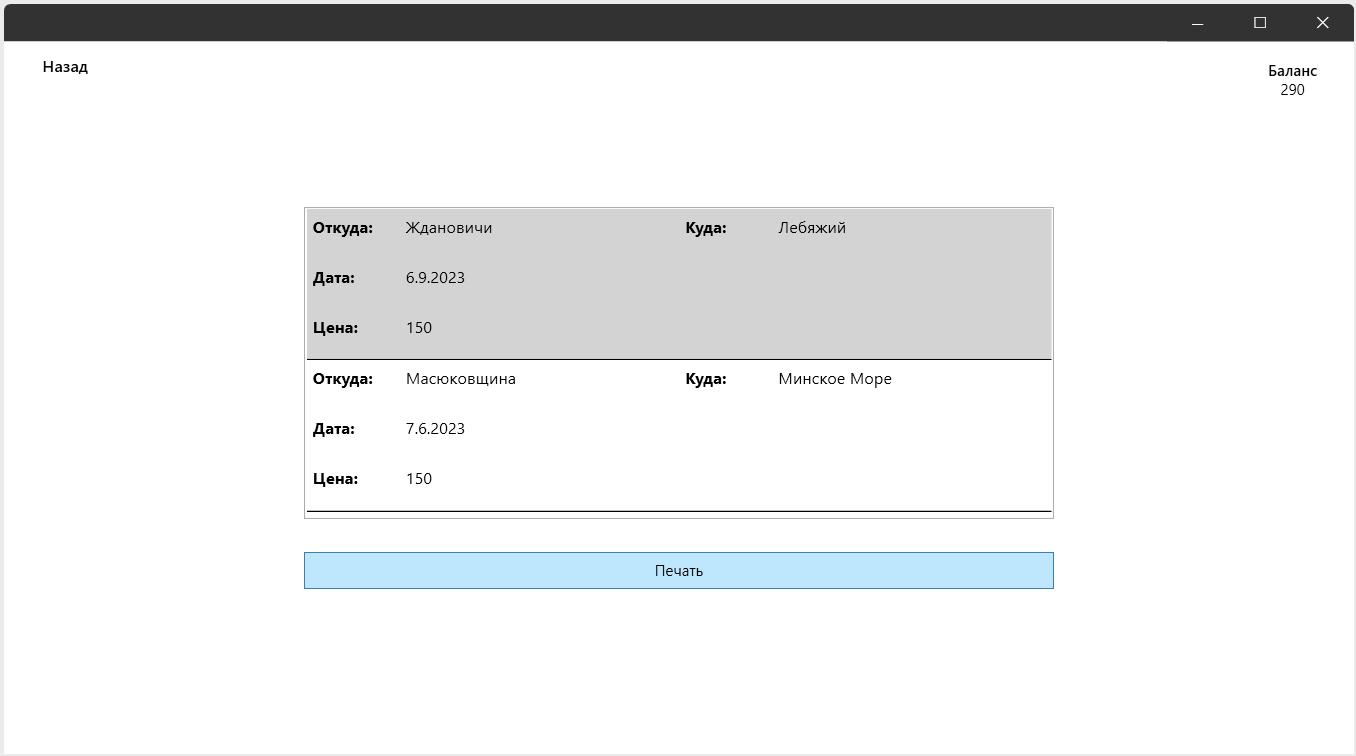 Назад
Баланс
290
Откуда: Ждановичи Куда: Лебяжий
Дата: 6.9.2023
Цена: 150
Откуда: Масюковщина Куда: Минское Море
Дата: 7.6.2023
Цена: 150
Печать